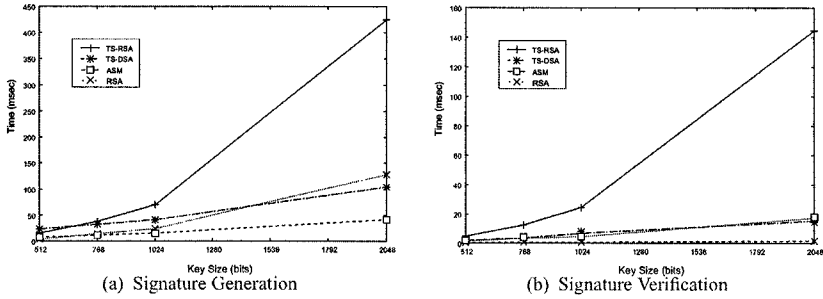 450
400
350
300
250
200
150
100
50
0
Time (msec)
TS-RSA
TS-DSA
ASM
RSA
512 768 1024 1280 1536 1792 2048
Key Size (bits)
(a) Signature Generation
160
140
120
100
80
60
40
20
0
Time (msec)
TS-RSA
TS-DSA
ASM
RSA
512 768 1024 1280 1536 1792 2048
Key Size (bits)
(b) Signature Verification